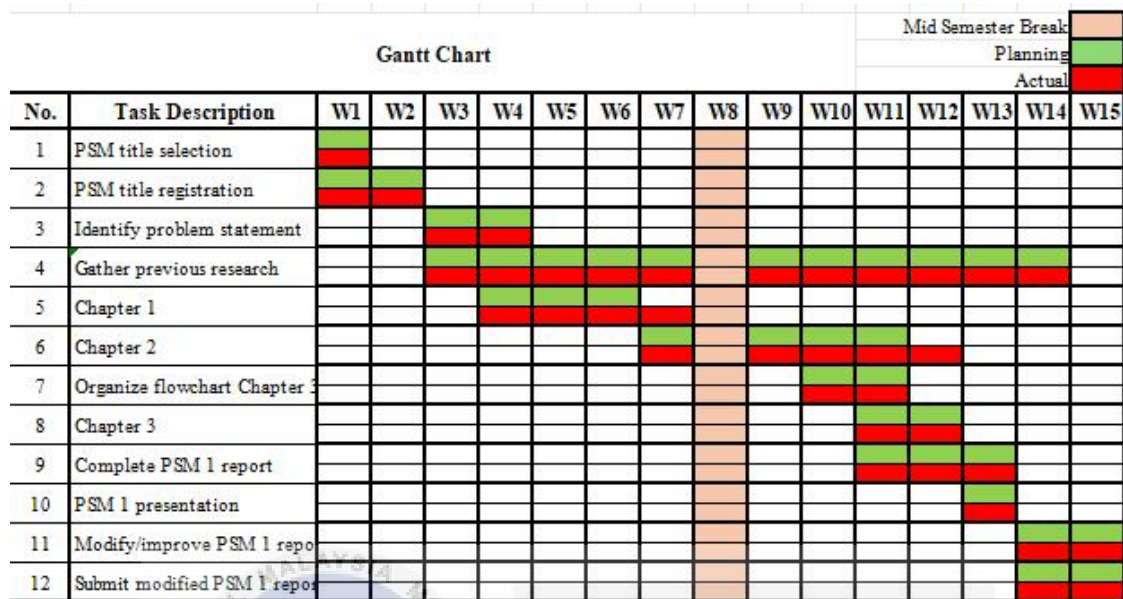 Mid Semester Break
Gantt Chart
Planning
Actual
No. Task Description W1 W2 W3 W4 W5 W6 W7 W8 W9 W10 W11 W12 W13 W14 W15
1 PSM title selection
2 PSM title registration
3 Identify problem statement
4 Gather previous research
5 Chapter 1
6 Chapter 2
7 Organize flowchart Chapter 3
8 Chapter 3
9 Complete PSM 1 report
10 PSM 1 presentation
11 Modify/improve PSM 1 repo
12 Submit modified PSM 1 repor
MALAYSIA